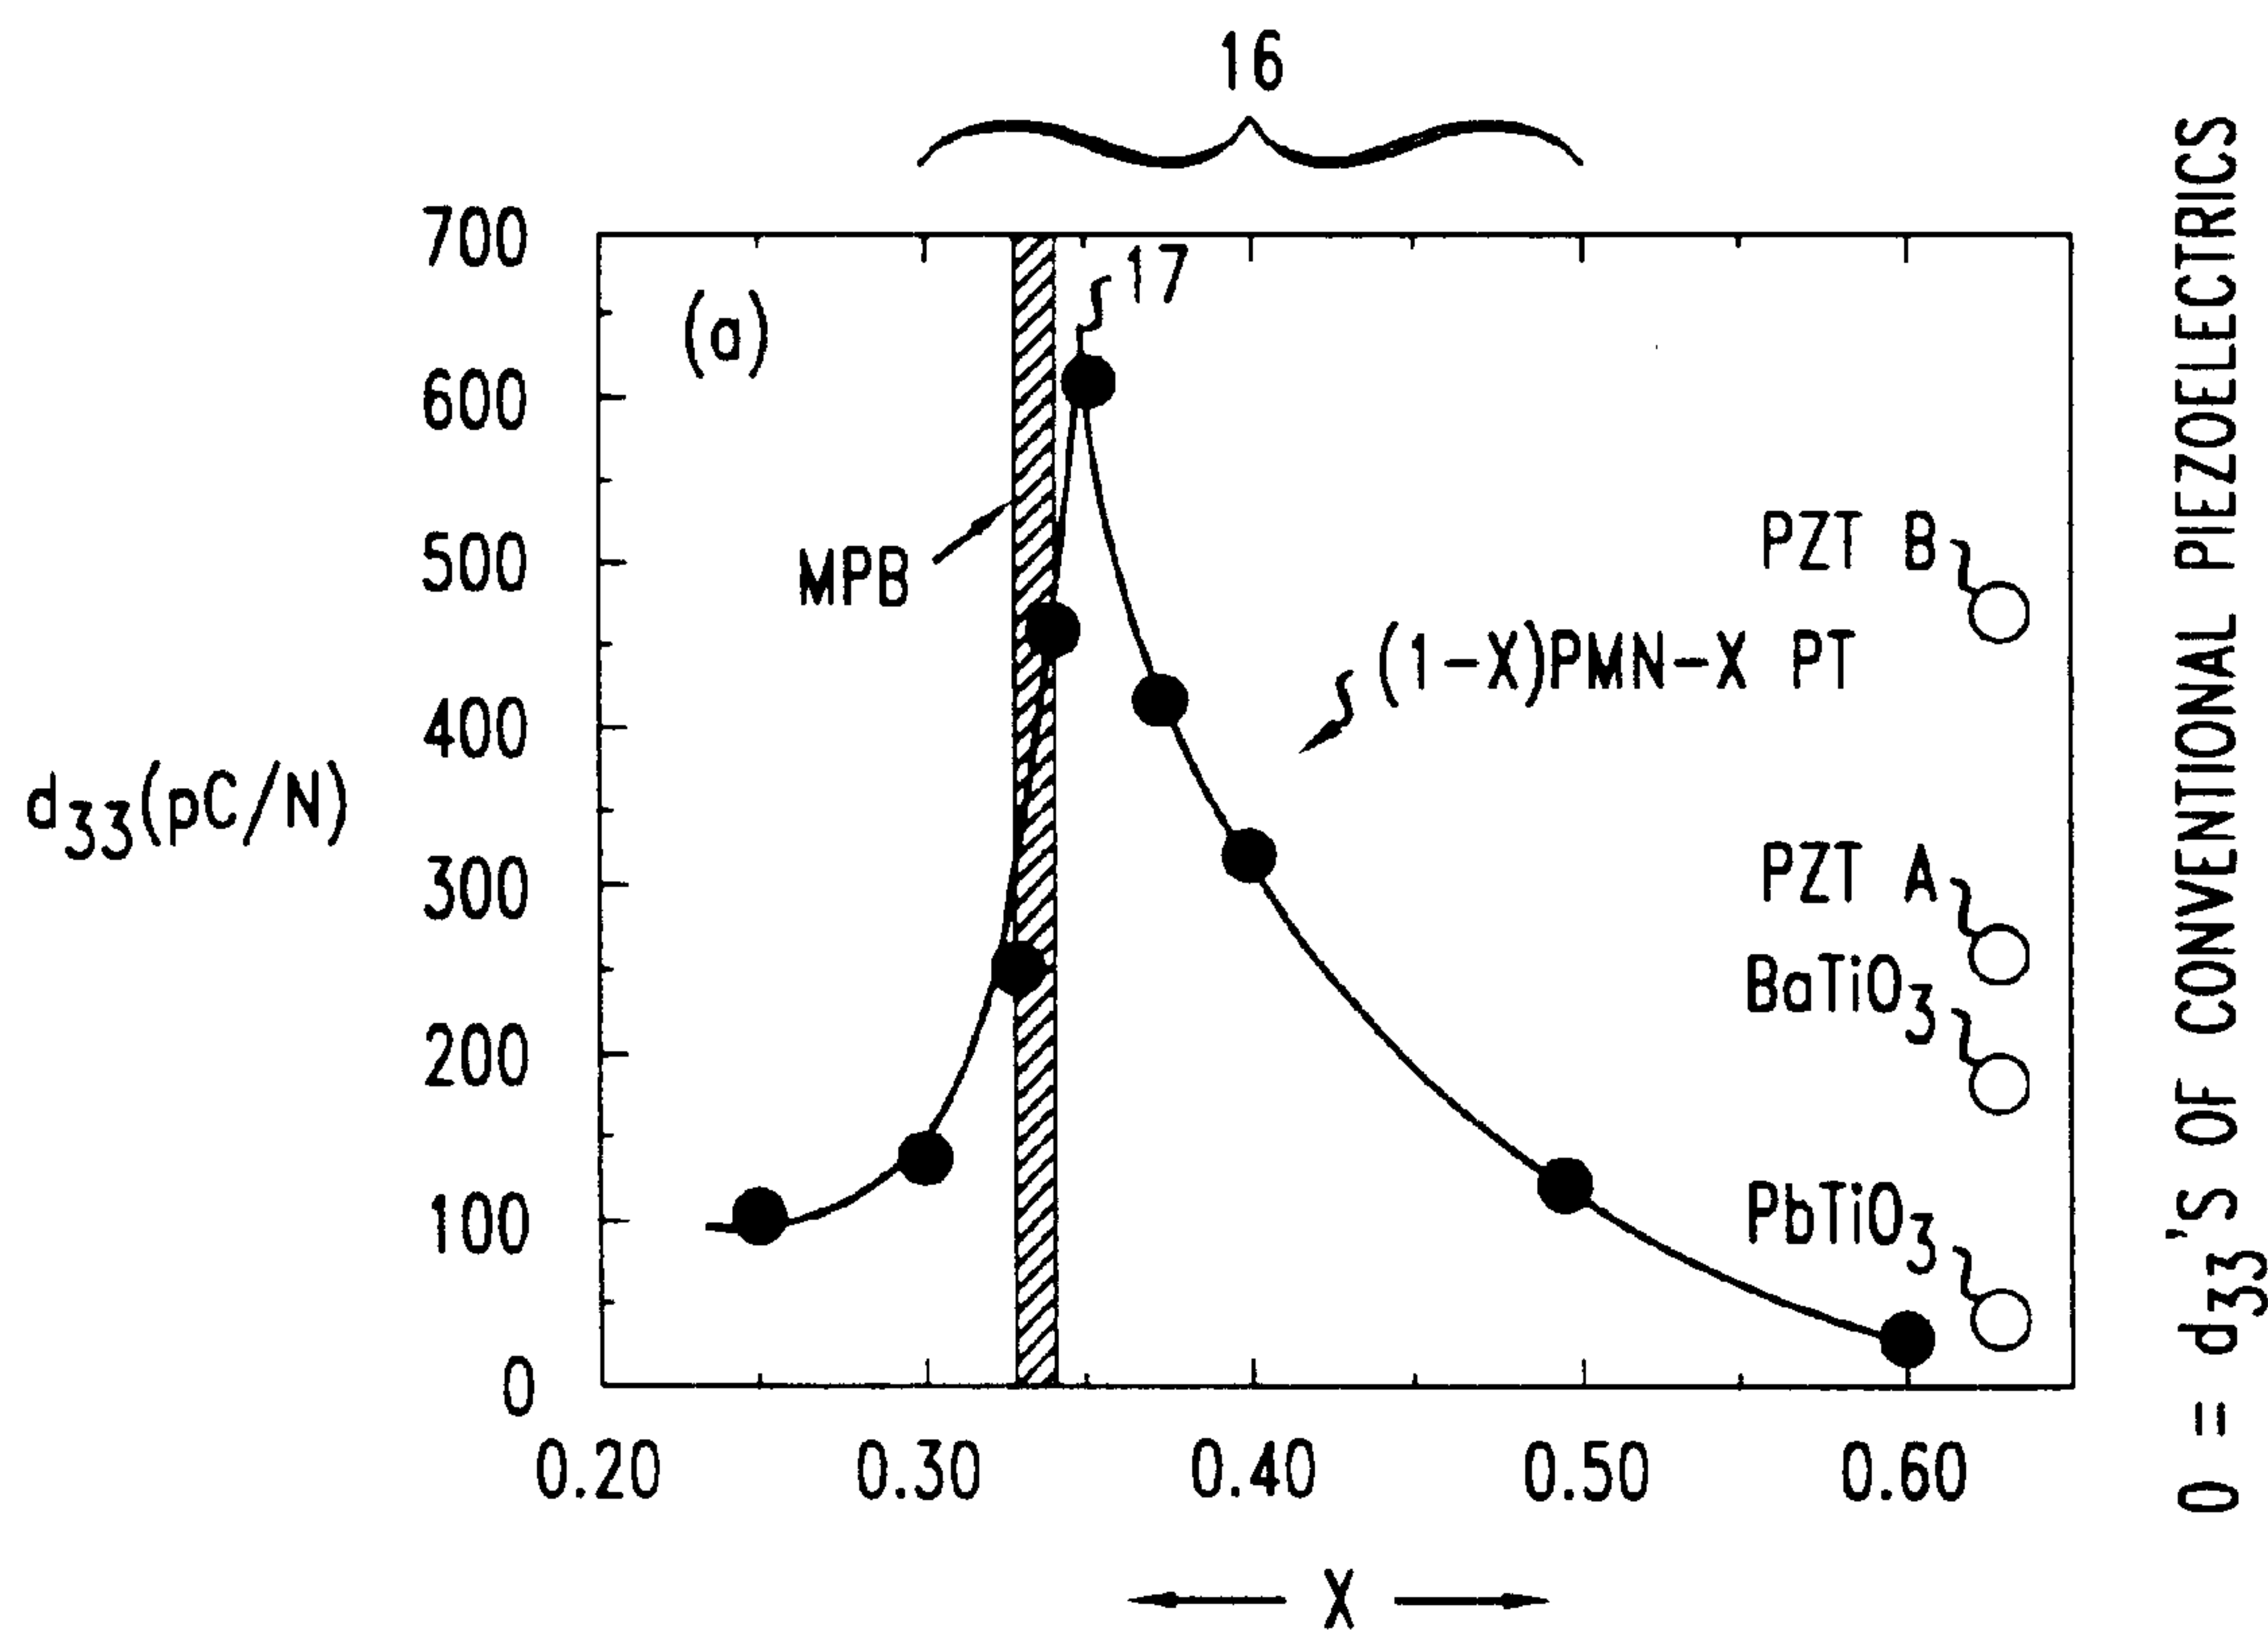 16
700
17
(a)
600
500
PZT B
MPB
(1-X)PMN-X PT
400
d33(pC/N)
300
PZT A
BaTiO3
200
100
PbTiO3
0
0.20 0.30 0.40 0.50 0.60
X
O = d33'S OF CONVENTIONAL PIEZOELECTRICS